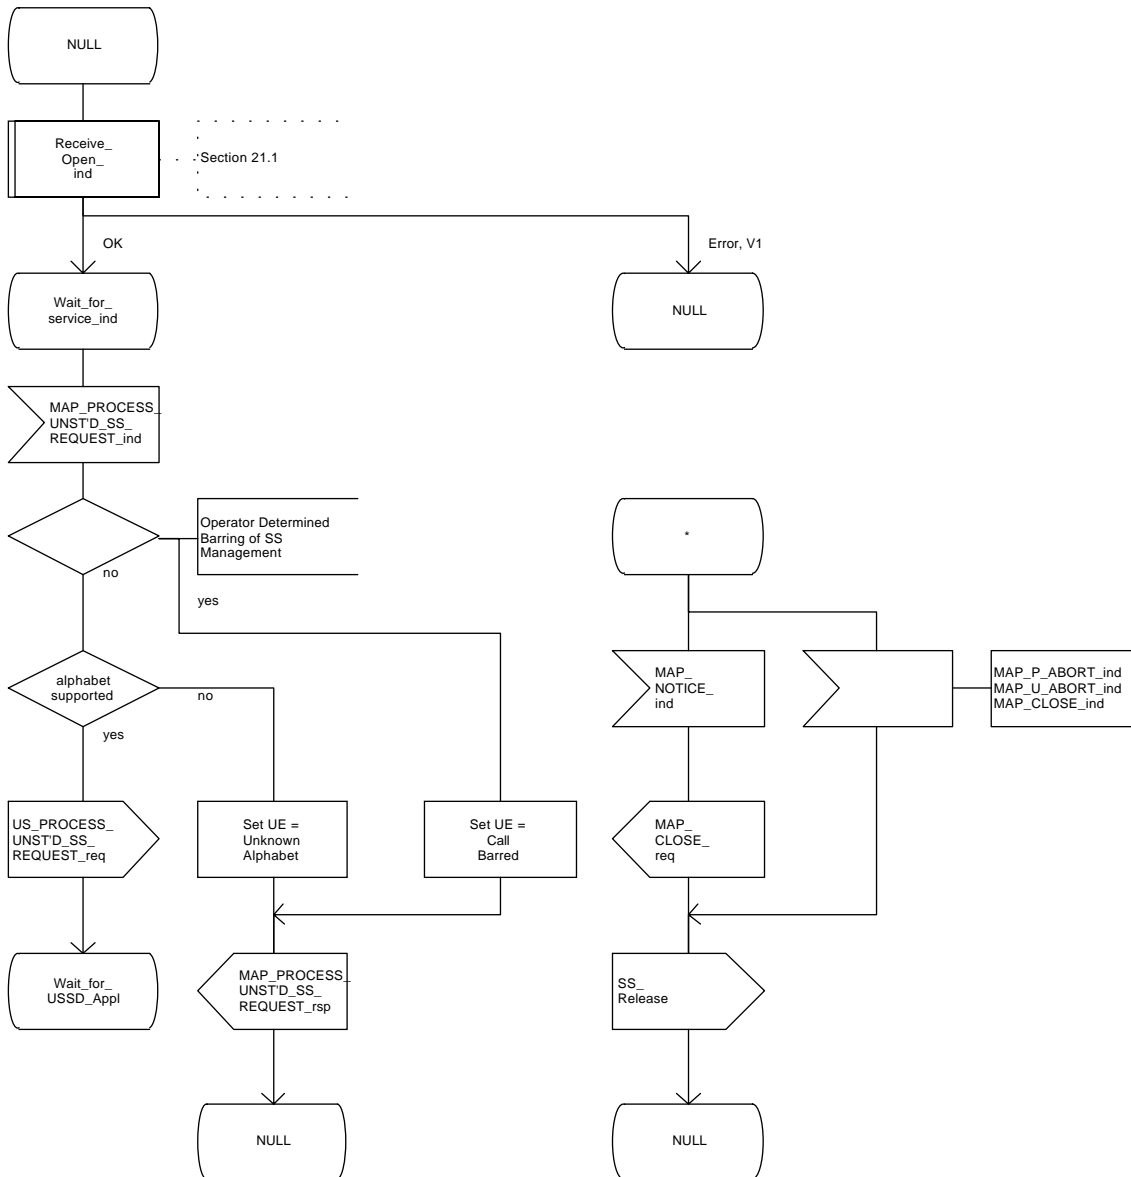 NULL
Receive_
Open_
ind
Section 21.1
OK
Error, V1
Wait_for_
service_ind
NULL
MAP_PROCESS_
UNST'D_SS_
REQUEST_ind
Operator Determined
Barring of SS
Management
no
yes
*
alphabet
supported
no
yes
MAP_
NOTICE_
ind
MAP_P_ABORT_ind
MAP_U_ABORT_ind
MAP_CLOSE_ind
US_PROCESS_
UNST'D_SS_
REQUEST_req
Set UE =
Unknown
Alphabet
Set UE =
Call
Barred
MAP_
CLOSE_
req
Wait_for_
USSD_Appl
MAP_PROCESS_
UNST'D_SS_
REQUEST_rsp
SS_
Release
NULL
NULL